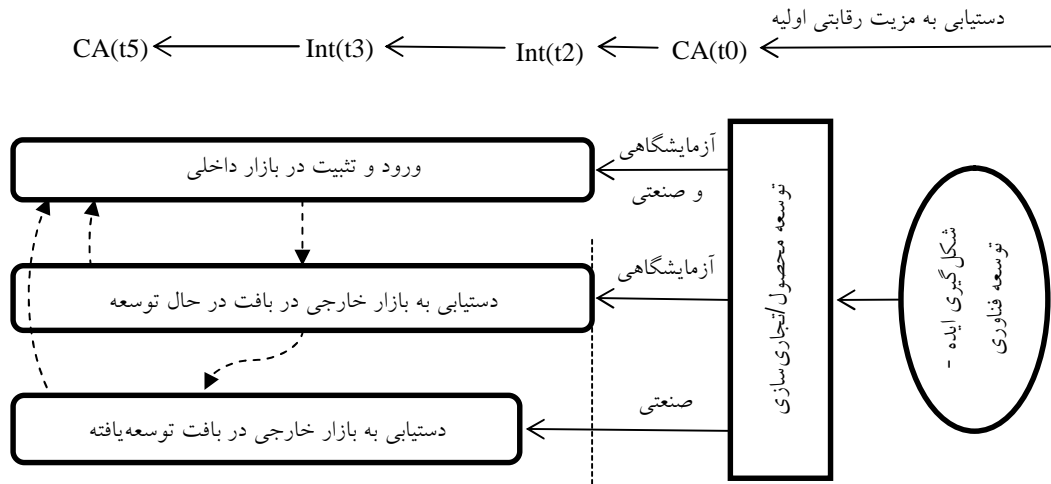 دستیابی به مزیت رقابتی اولیه
CA(t5) Int(t3) Int(t2) CA(t0)
شکل‌گیری ایده -
توسعه فناوری
توسعه محصول/تجاری‌سازی
آزمایشگاهی
و صنعتی
ورود و تثبیت در بازار داخلی
آزمایشگاهی
دستیابی به بازار خارجی در بافت در حال توسعه
صنعتی
دستیابی به بازار خارجی در بافت توسعه‌یافته